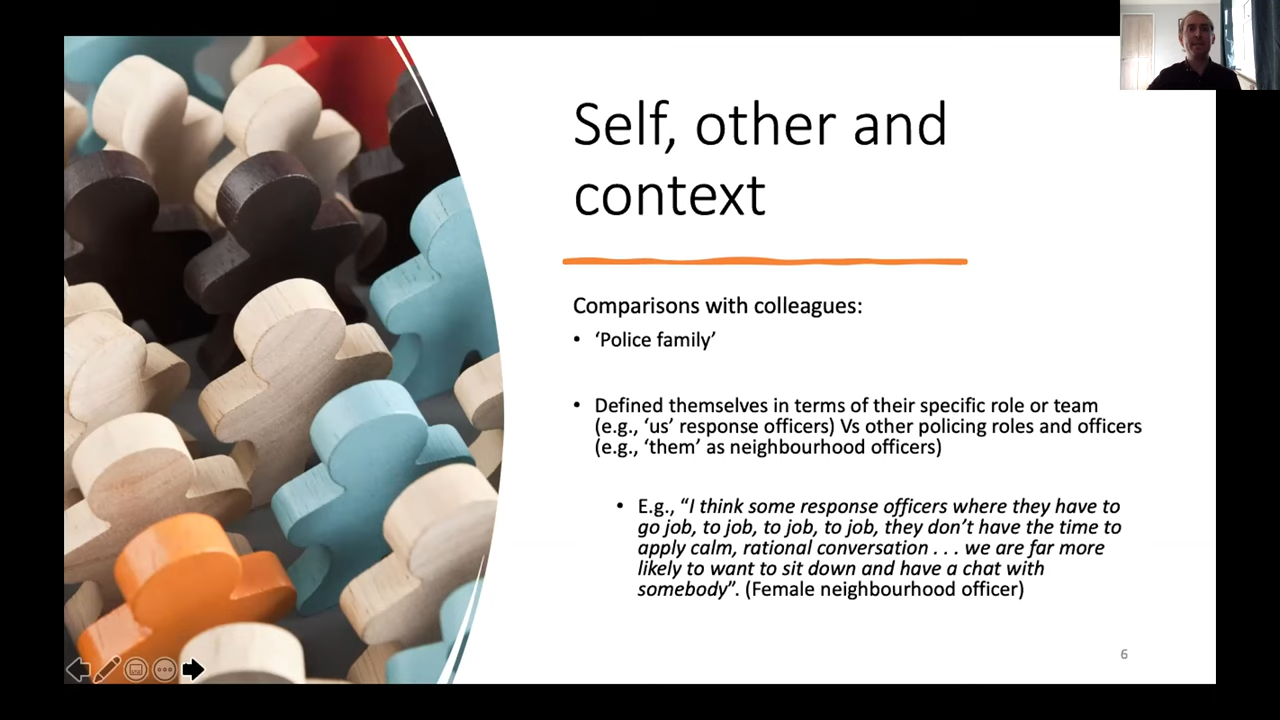 Self, other and
context
Comparisons with colleagues:
• ‘Police family’
• Defined themselves in terms of their specific role or team
(e.g., ‘us’ response officers) Vs other policing roles and officers
(e.g., ‘them’ as neighbourhood officers)
• E.g., “I think some response officers where they have to
go job, to job, to job, to job, they don’t have the time to
apply calm, rational conversation . . . we are far more
likely to want to sit down and have a chat with
somebody”. (Female neighbourhood officer)
6